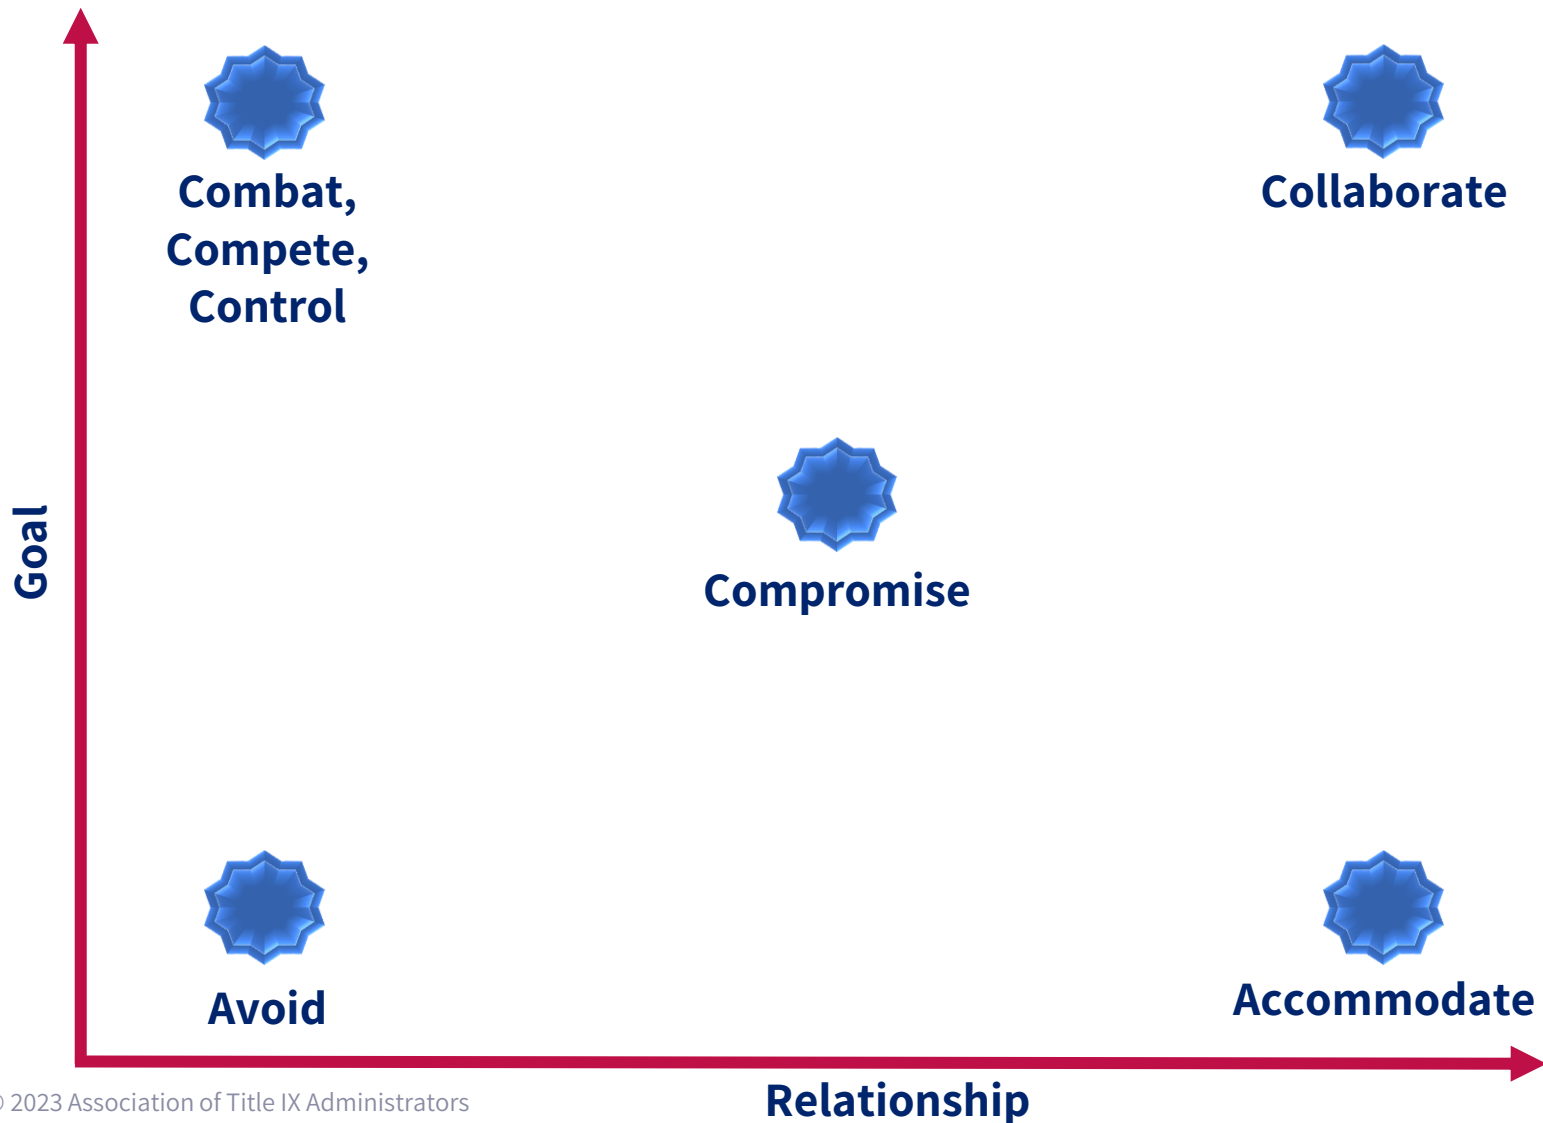 Combat,
Compete,
Control
Collaborate
Goal
Compromise
Avoid
Accommodate
Relationship
© 2023 Association of Title IX Administrators